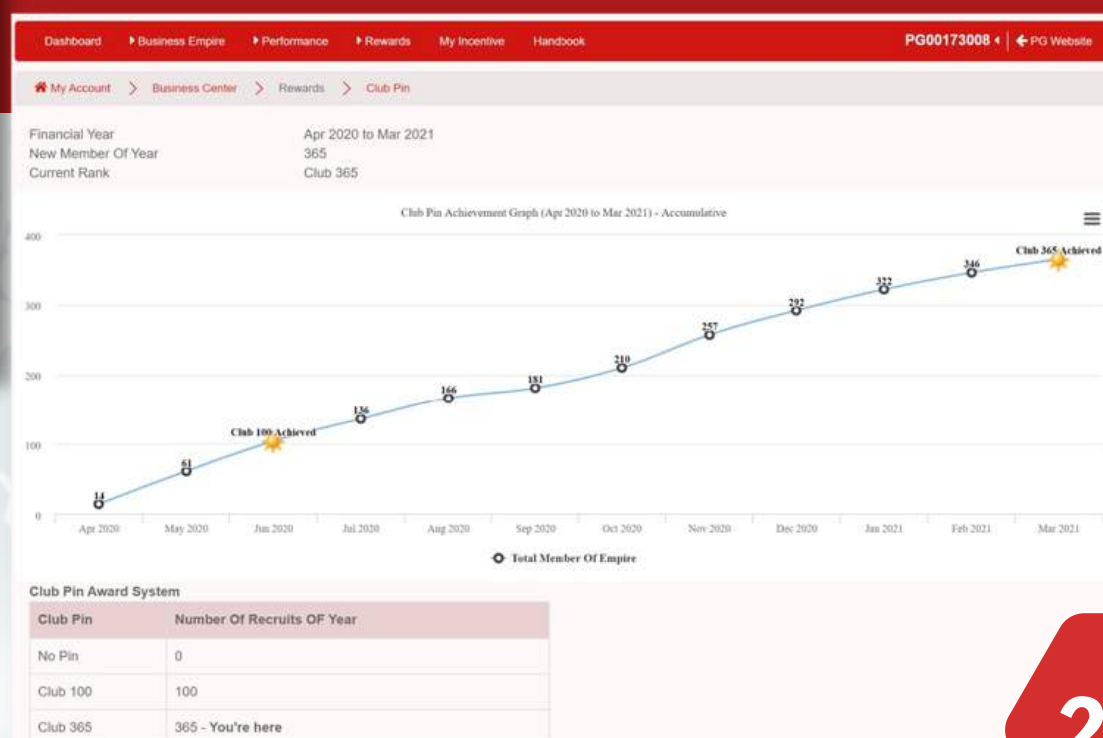 Dashboard Business Empire Performance Rewards My Incentive Handbook PG00173008 PG Website
My Account > Business Center > Rewards > Club Pin
Financial Year Apr 2020 to Mar 2021
New Member Of Year 365
Current Rank Club 365
Club Pin Achievement Graph (Apr 2020 to Mar 2021) - Accumulative
400
Club 365 Achieved
346
322
300
292
257
210
200
181
166
136
Club 100 Achieved
100
61
14
0
Apr 2020 May 2020 Jun 2020 Jul 2020 Aug 2020 Sep 2020 Oct 2020 Nov 2020 Dec 2020 Jan 2021 Feb 2021 Mar 2021
Total Member Of Empire
Club Pin Award System
Club Pin Number Of Recruits OF Year
No Pin 0
Club 100 100
Club 365 365 - You're here